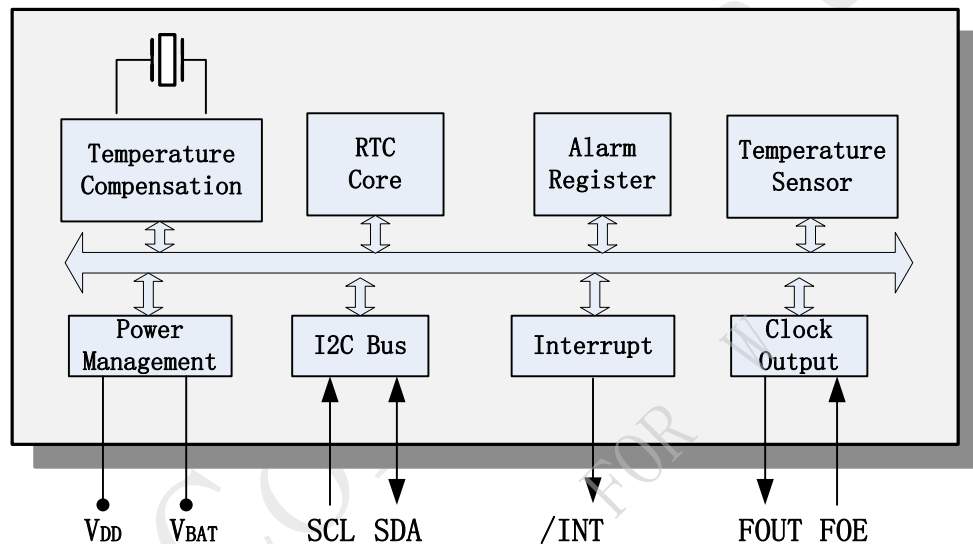 Temperature
Compensation
RTC
Core
Alarm
Register
Temperature
Sensor
Power
Management
I2C Bus
Interrupt
Clock
Output
VDD
VBAT
SCL SDA
/INT
FOUT FOE
FOR
W